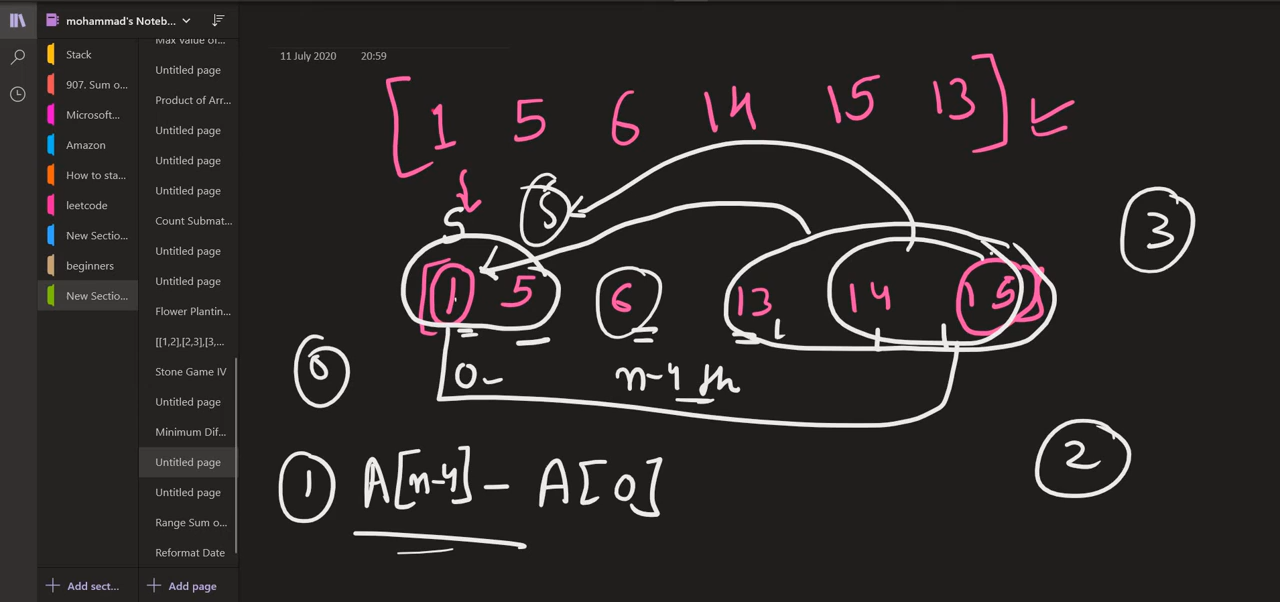 mohammad's Noteb...
Stack
907. Sum o...
Microsoft...
Amazon
How to sta...
leetcode
New Sectio...
beginners
New Sectio...
Add sect...
Max value of...
Untitled page
Product of Arr...
Untitled page
Untitled page
Untitled page
Count Submat...
Untitled page
Untitled page
Flower Plantin...
[[1,2],[2,3],[3,...
Stone Game IV
Untitled page
Minimum Dif...
Untitled page
Untitled page
Range Sum o...
Reformat Date
Add page
11 July 2020 20:59
[1 5 6 14 15 13]
5 5
1 5 6 13 14 15
3
0
0 n-4 th
1 A[n-4] - A[0]
2